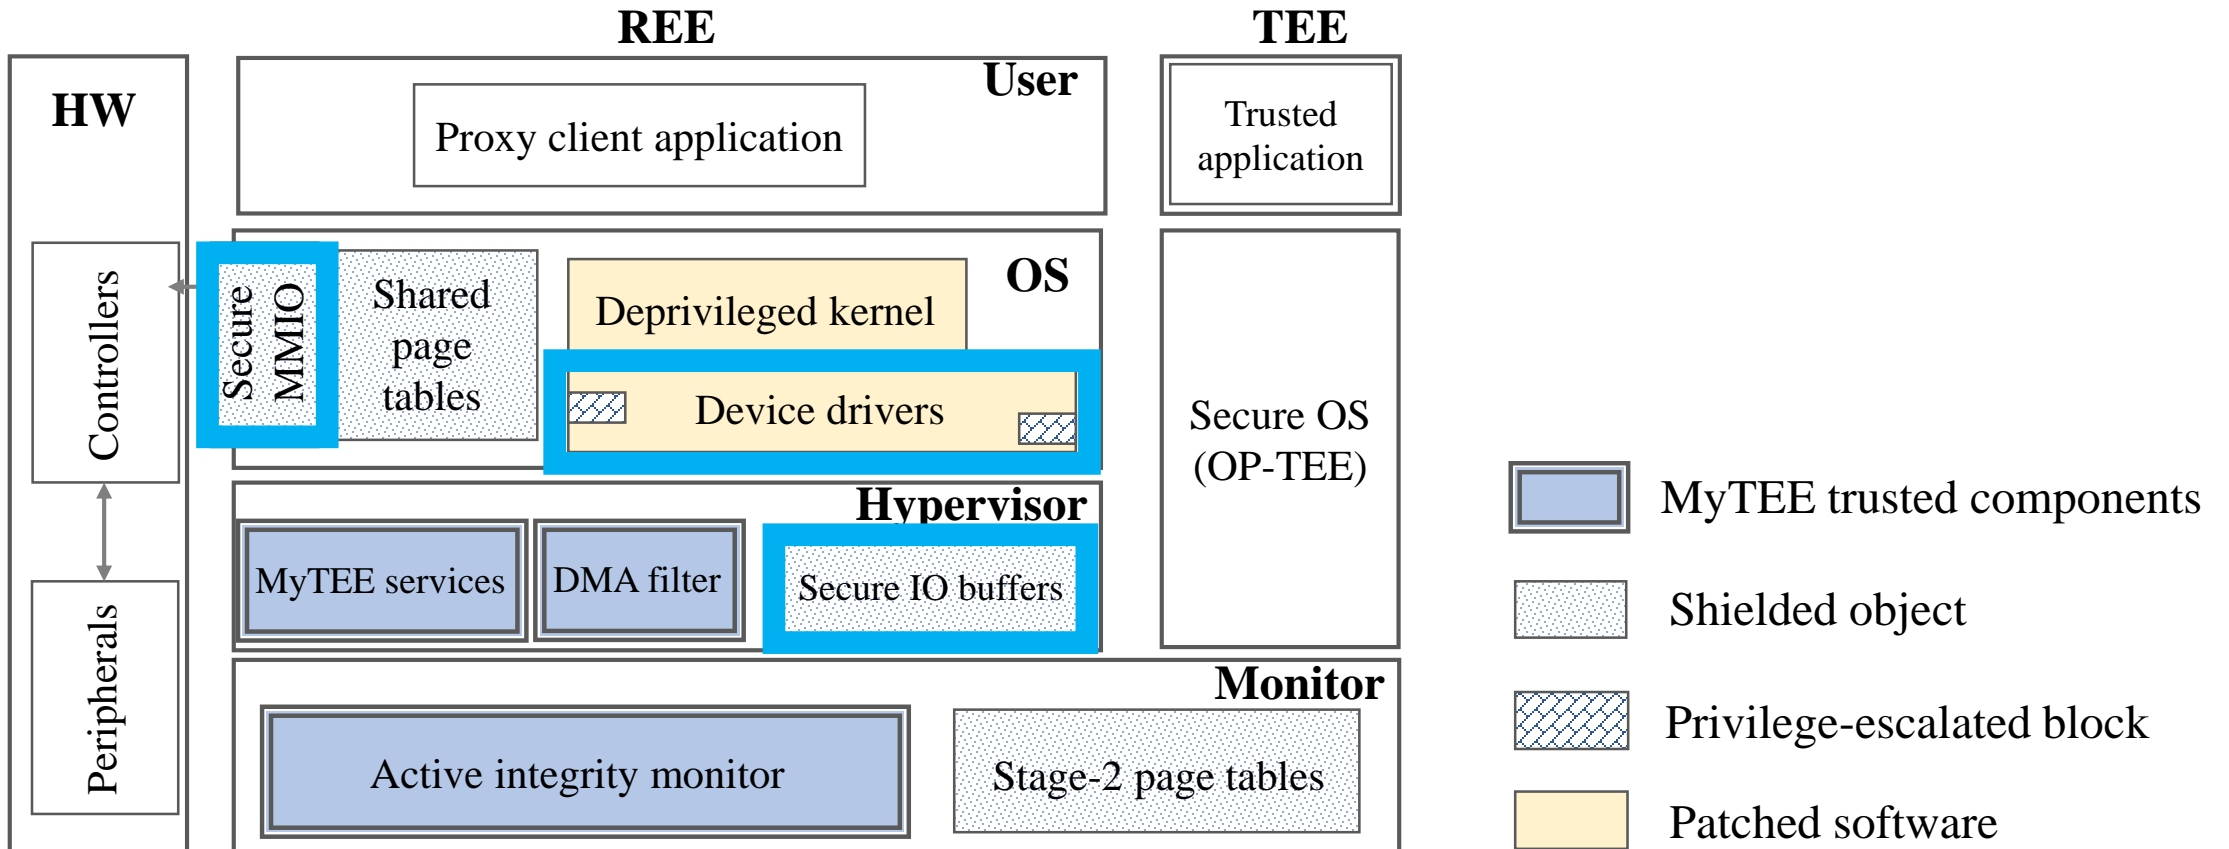 REE
TEE
HW
User
Proxy client application
Trusted
application
Controllers
Secure
MMIO
Shared
page
tables
OS
Deprivileged kernel
Device drivers
Secure OS
(OP-TEE)
Hypervisor
MyTEE services
DMA filter
Secure IO buffers
Peripherals
Monitor
Active integrity monitor
Stage-2 page tables
MyTEE trusted components
Shielded object
Privilege-escalated block
Patched software